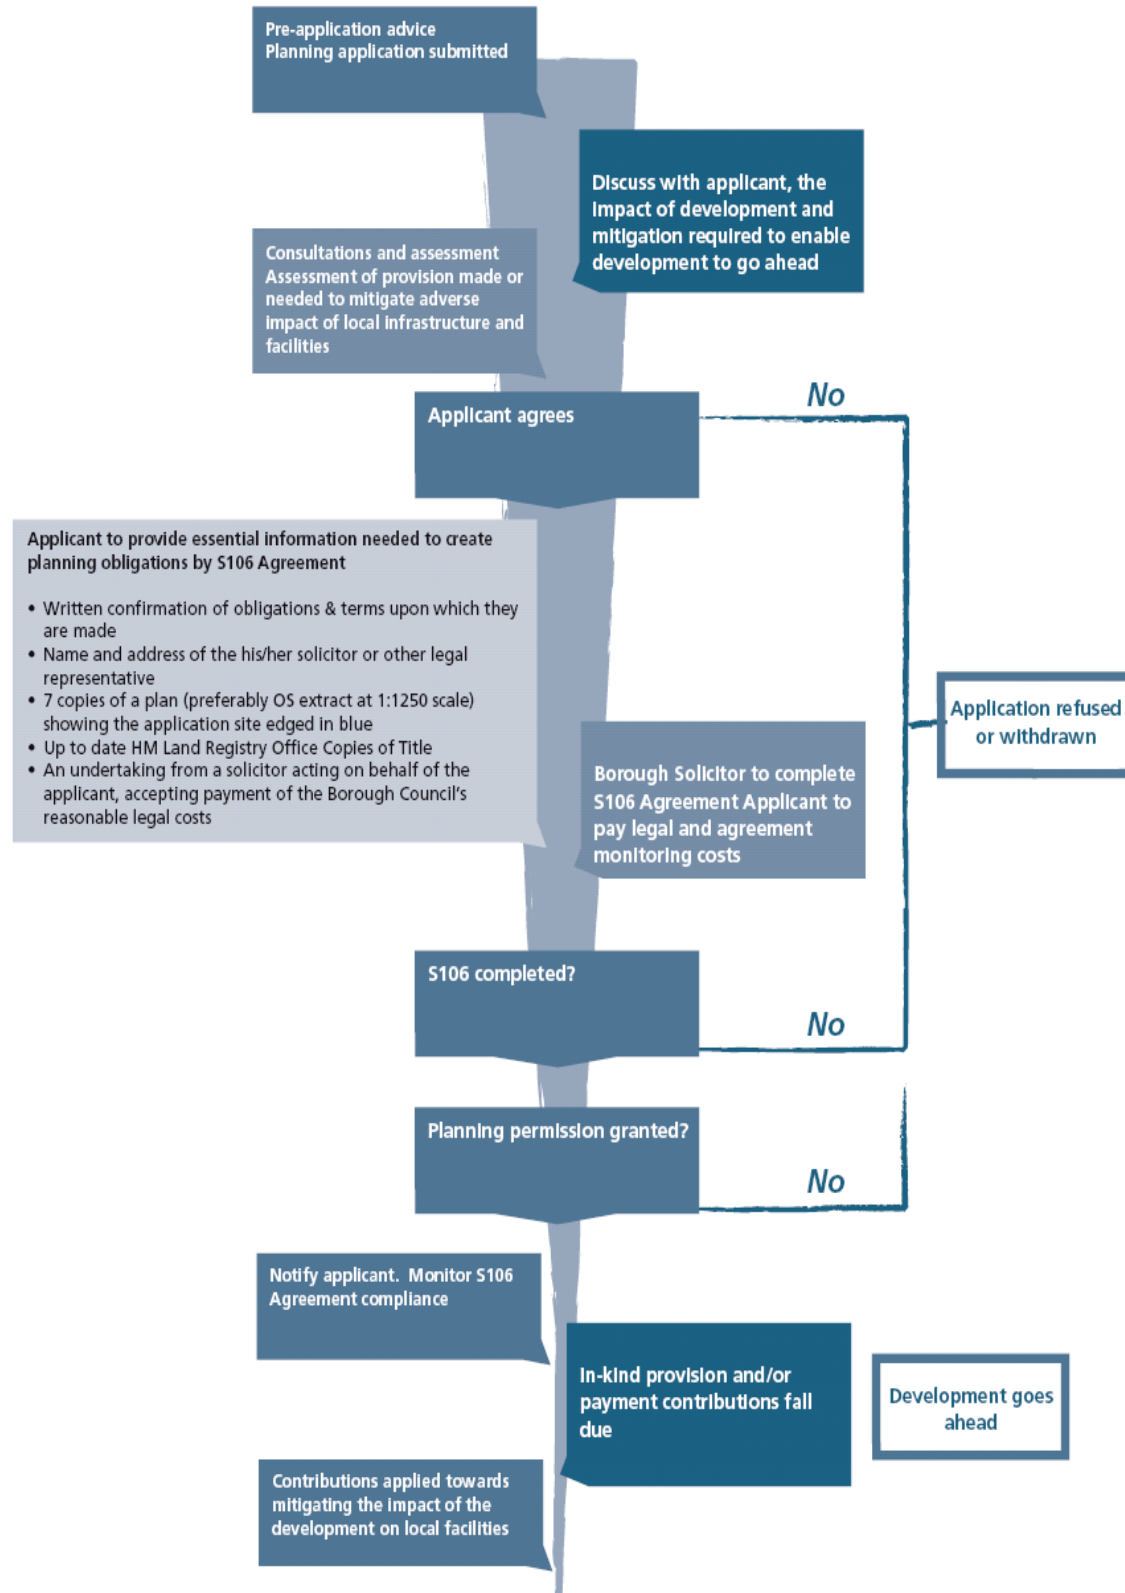 Pre-application advice
Planning application submitted
Discuss with applicant, the
impact of development and
mitigation required to enable
development to go ahead
Consultations and assessment
Assessment of provision made or
needed to mitigate adverse
impact of local infrastructure and
facilities
No
Applicant agrees
Applicant to provide essential information needed to create
planning obligations by S106 Agreement
• Written confirmation of obligations & terms upon which they
are made
• Name and address of the his/her solicitor or other legal
representative
• 7 copies of a plan (preferably OS extract at 1:1250 scale)
showing the application site edged in blue
• Up to date HM Land Registry Office Copies of Title
• An undertaking from a solicitor acting on behalf of the
applicant, accepting payment of the Borough Council's
reasonable legal costs
Application refused
or withdrawn
Borough Solicitor to complete
S106 Agreement Applicant to
pay legal and agreement
monitoring costs
S106 completed?
No
Planning permission granted?
No
Notify applicant.  Monitor S106
Agreement compliance
In-kind provision and/or
payment contributions fall
due
Development goes
ahead
Contributions applied towards
mitigating the impact of the
development on local facilities